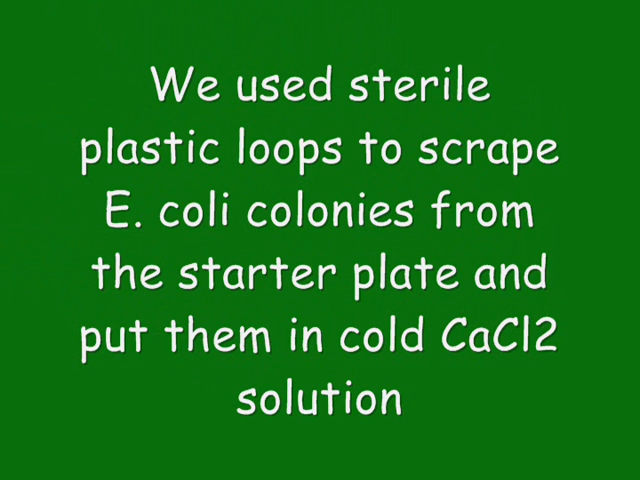 We used sterile
plastic loops to scrape
E. coli colonies from
the starter plate and
put them in cold CaCl2
solution